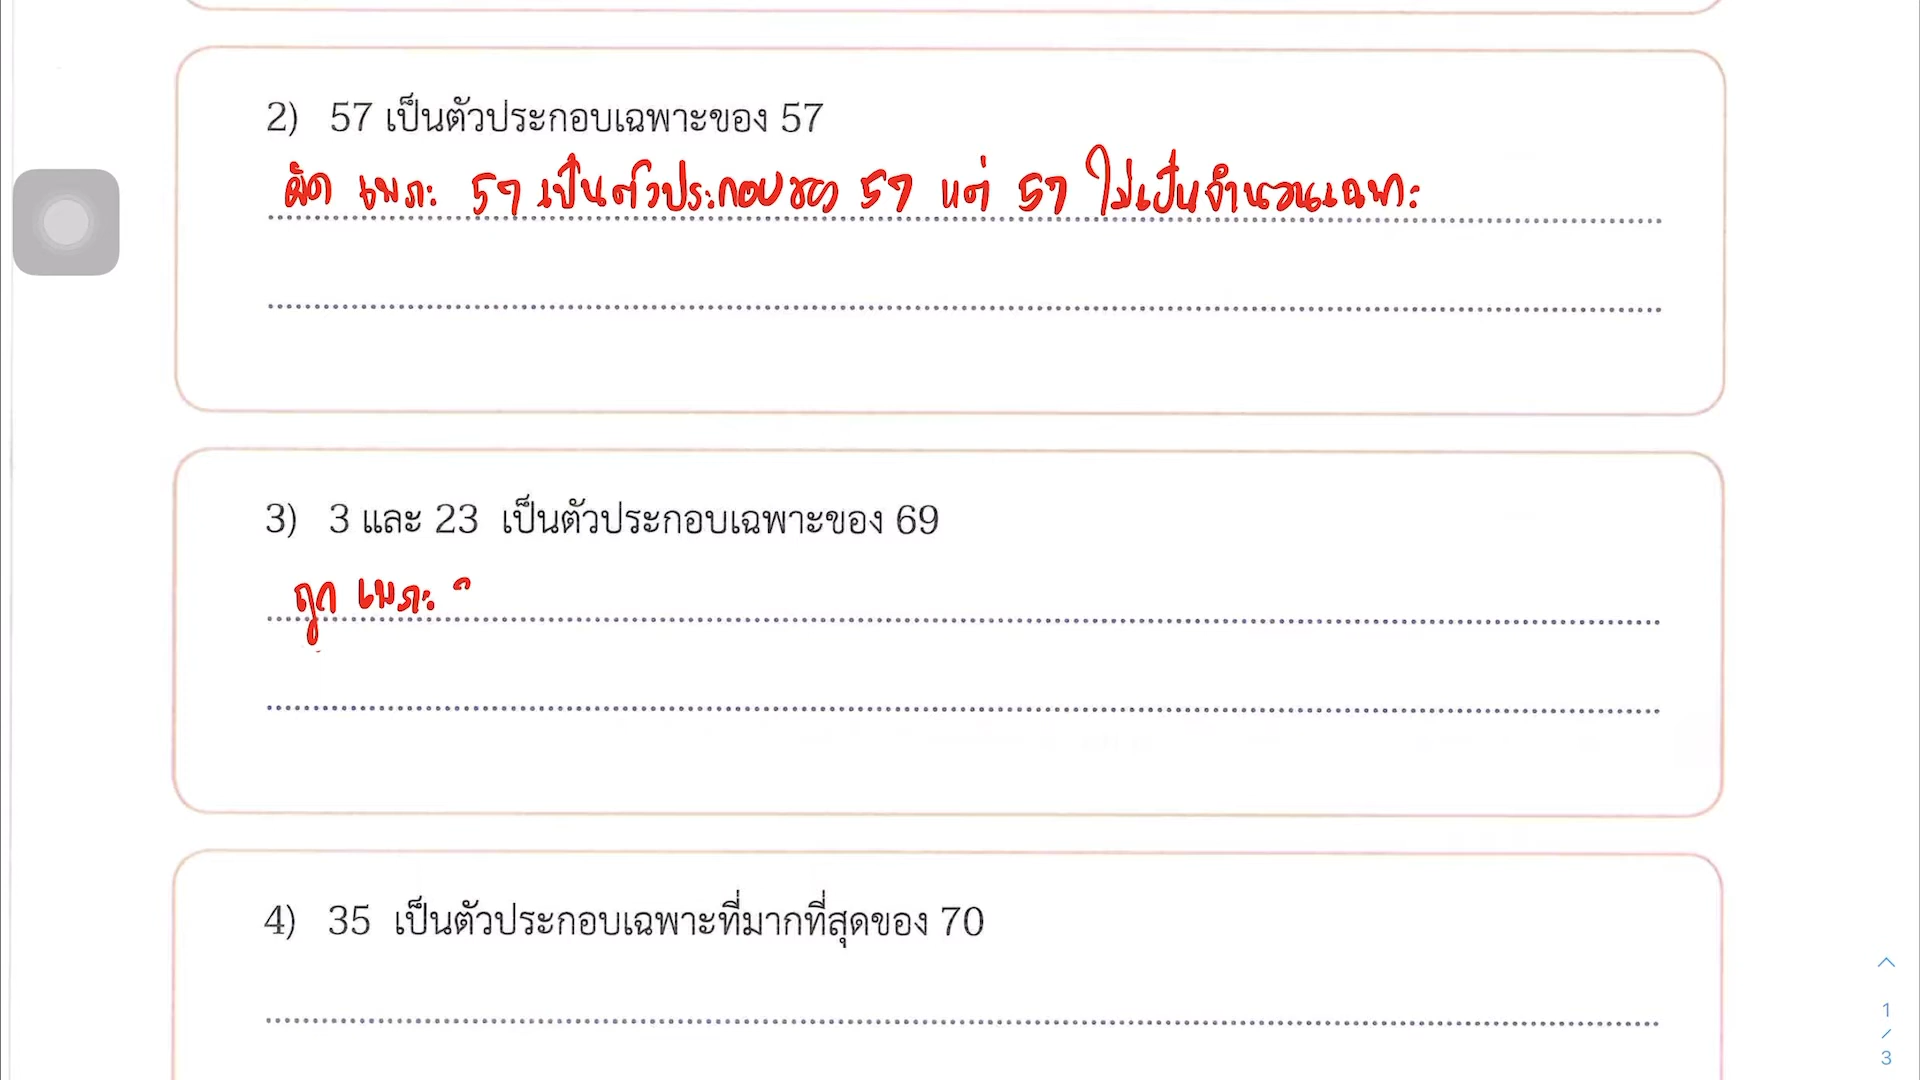 2) 57 เป็นตัวประกอบเฉพาะของ 57
ผิด เพราะ 57 เป็นตัวประกอบของ 57 แต่ 57 ไม่เป็นจำนวนเฉพาะ
3) 3 และ 23 เป็นตัวประกอบเฉพาะของ 69
ถูก เพราะ
4) 35 เป็นตัวประกอบเฉพาะที่มากที่สุดของ 70
1
/
3